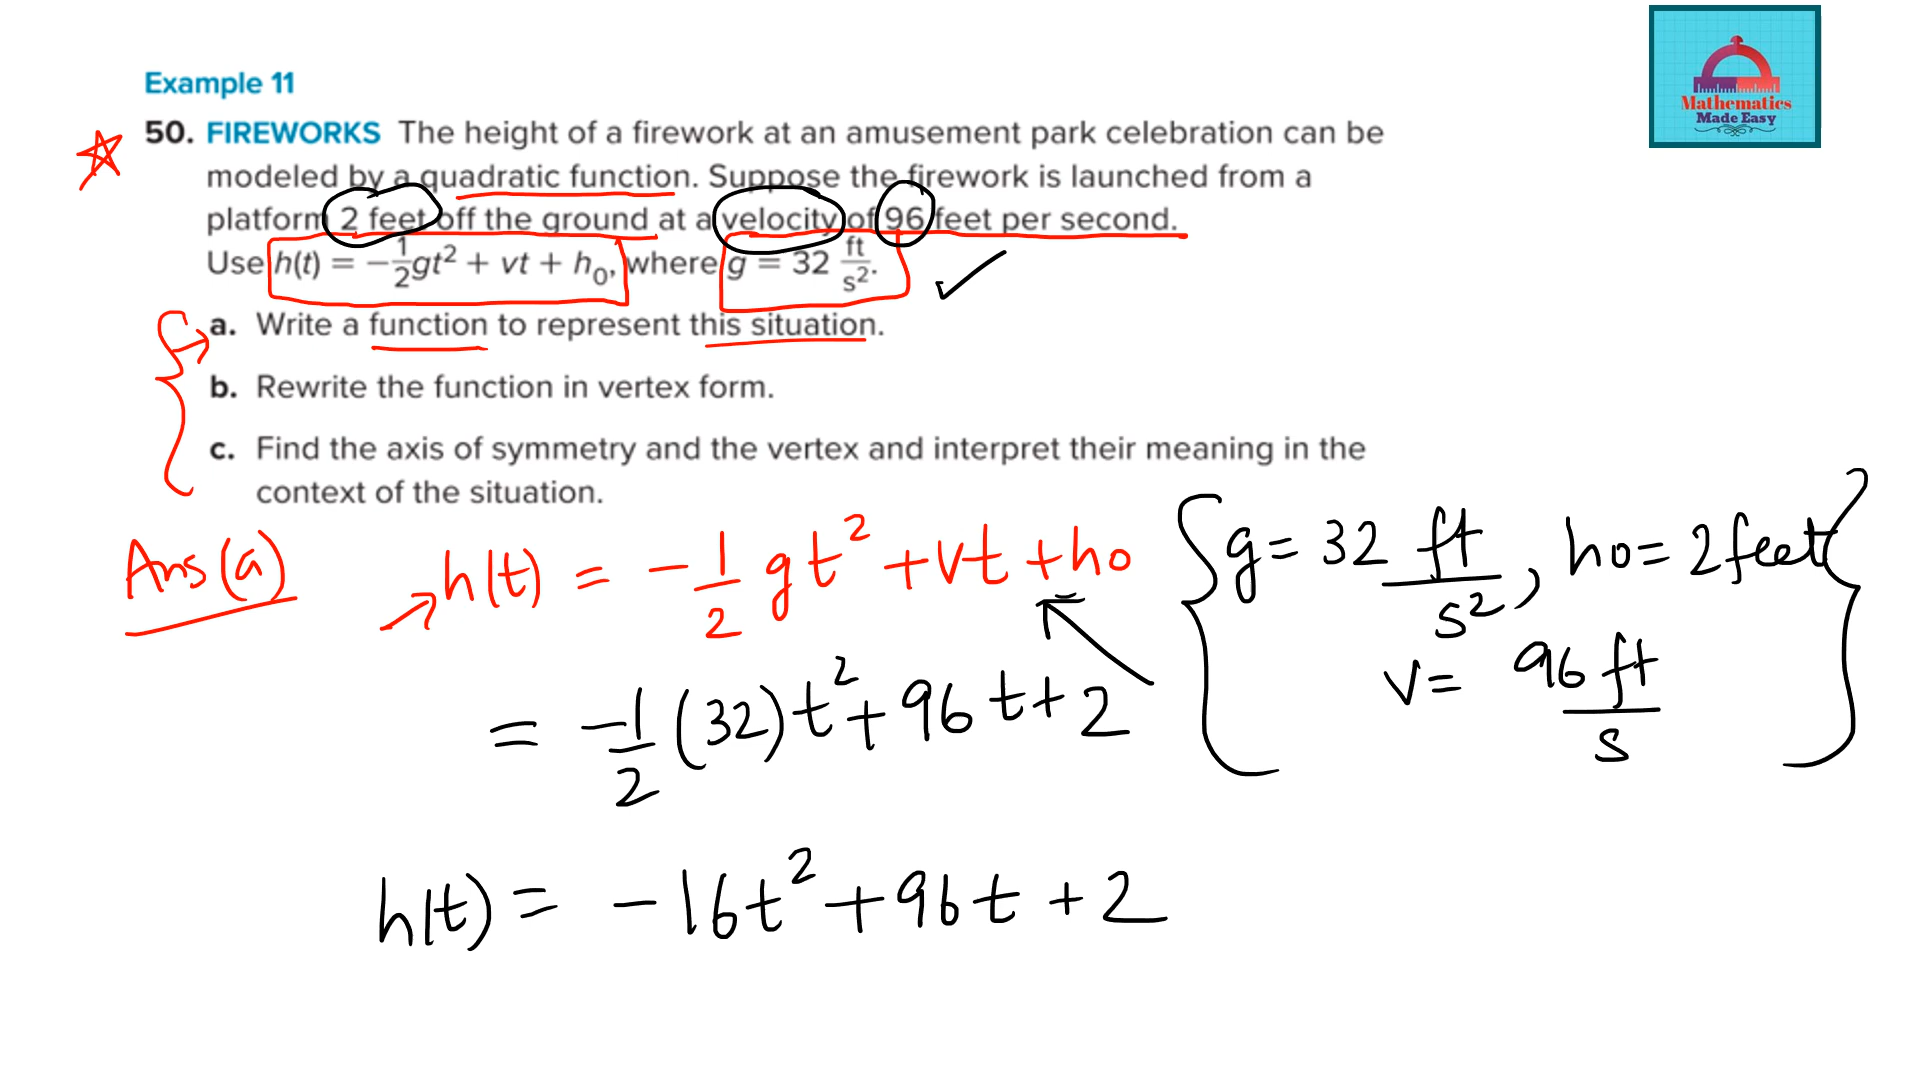 Mathematics
Made Easy
Example 11
50. FIREWORKS The height of a firework at an amusement park celebration can be
modeled by a quadratic function. Suppose the firework is launched from a
platform 2 feet off the ground at a velocity of 96 feet per second.
Use h(t) = −1/2gt² + vt + h₀, where g = 32 ft/s².
a. Write a function to represent this situation.
b. Rewrite the function in vertex form.
c. Find the axis of symmetry and the vertex and interpret their meaning in the
context of the situation.
Ans (a) h(t) = −1/2 gt² + vt + ho
{ g = 32 ft/s², ho = 2 feet
v = 96 ft/s }
= −1/2 (32)t² + 96t + 2
h(t) = −16t² + 96t + 2